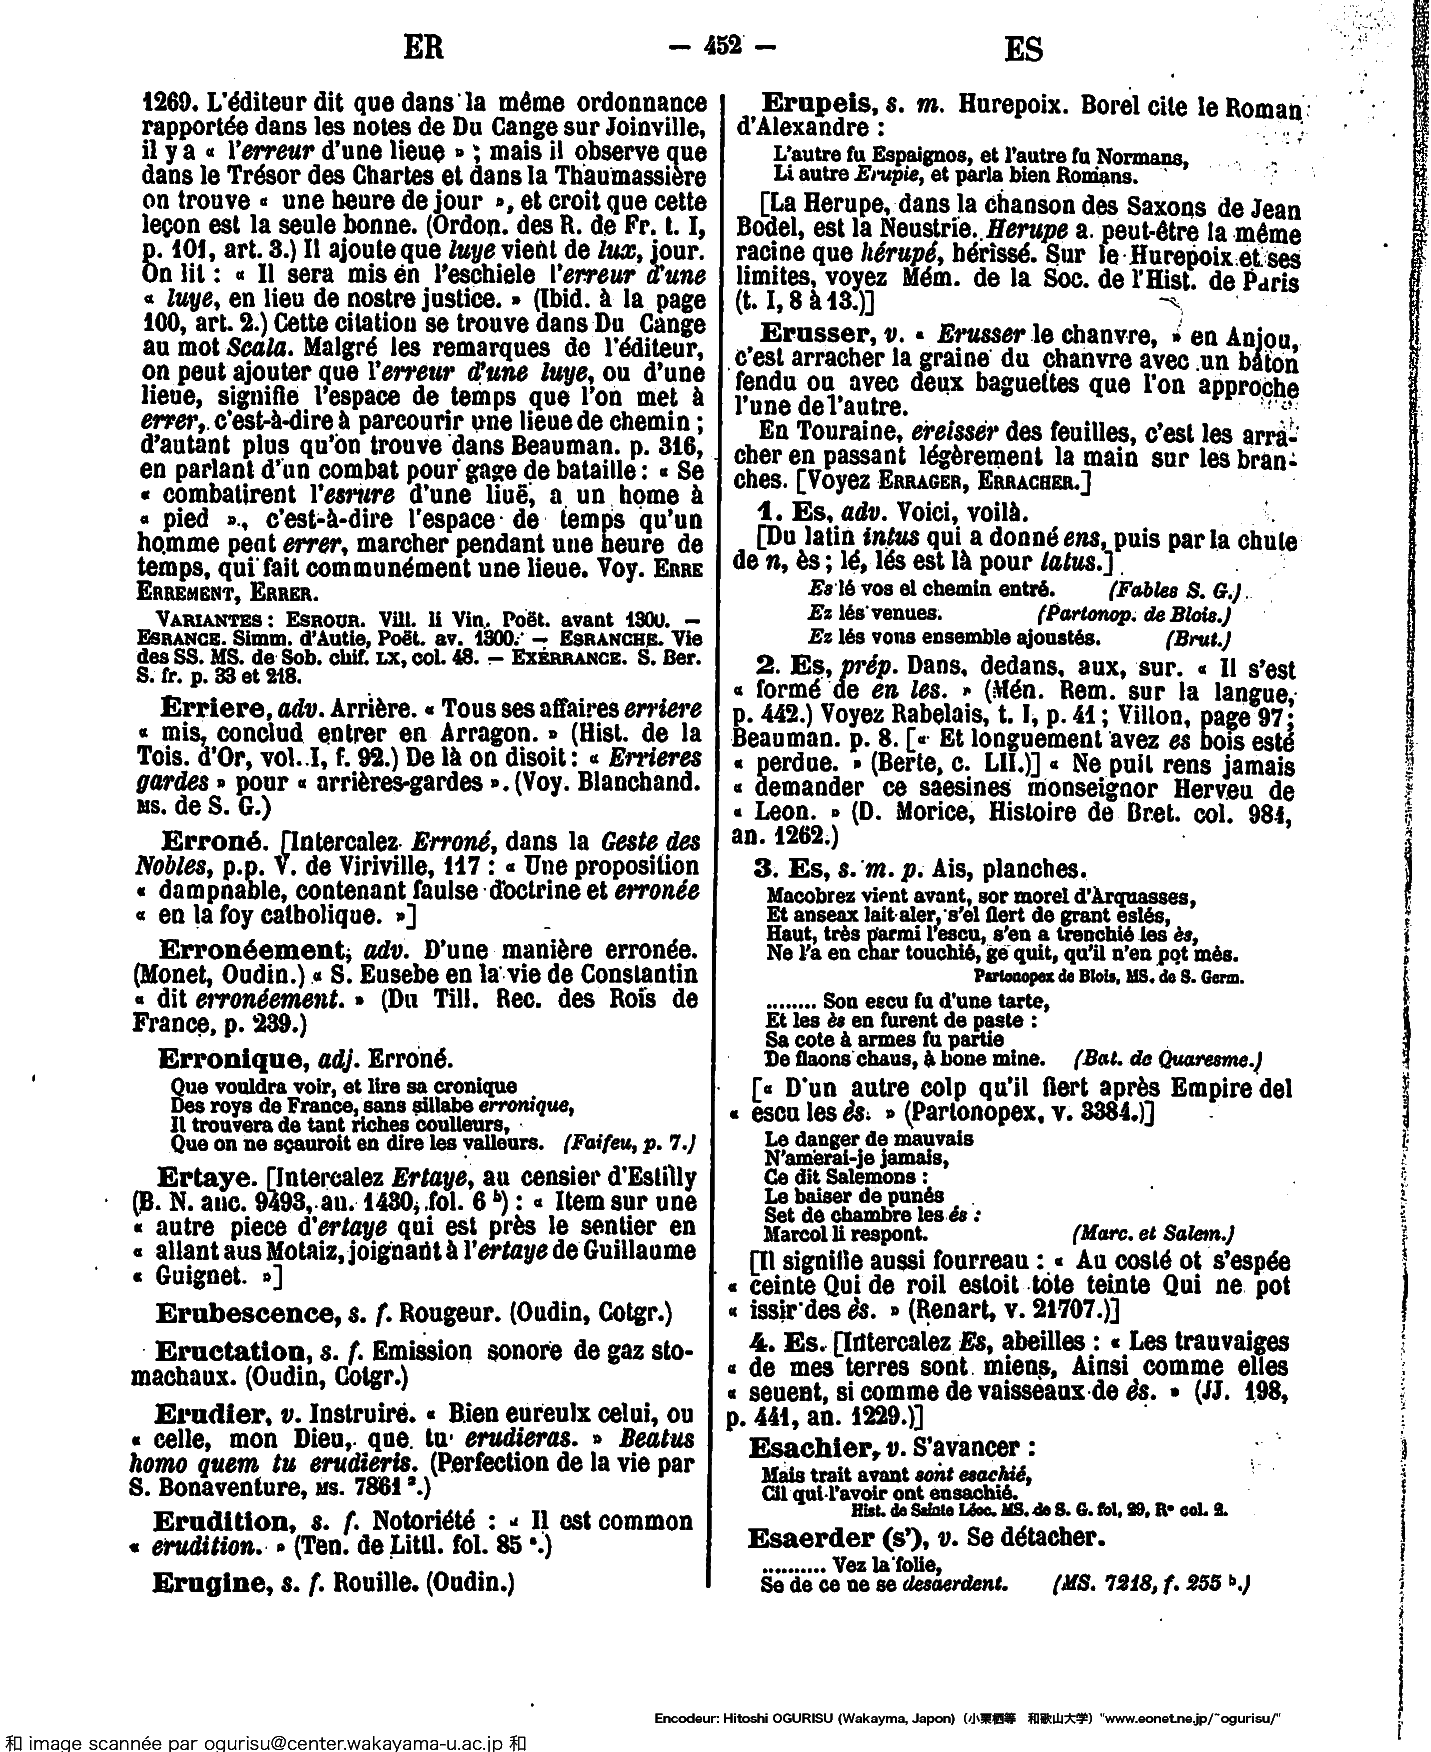 ER
— 452 —
ES
1269. L'éditeur dit que dans la même ordonnance
rapportée dans les notes de Du Cange sur Joinville,
il y a « l'erreur d'une lieue » ; mais il observe que
dans le Trésor des Chartes et dans la Thaumassière
on trouve « une heure de jour », et croit que cette
leçon est la seule bonne. (Ordon. des R. de Fr. t. I,
p. 101, art. 3.) Il ajoute que luye vient de lux, jour.
On lit : « Il sera mis en l'eschiele l'erreur d'une
« luye, en lieu de nostre justice. » (Ibid. à la page
100, art. 2.) Cette citation se trouve dans Du Cange
au mot Scala. Malgré les remarques de l'éditeur,
on peut ajouter que l'erreur d'une luye, ou d'une
lieue, signifie l'espace de temps que l'on met à
errer, c'est-à-dire à parcourir une lieue de chemin ;
d'autant plus qu'on trouve dans Beauman. p. 316,
en parlant d'un combat pour gage de bataille : « Se
« combatirent l'esrure d'une liuë, a un home à
« pied », c'est-à-dire l'espace de temps qu'un
homme peut errer, marcher pendant une heure de
temps, qui fait communément une lieue. Voy. ERRE
ERREMENT, ERRER.
VARIANTES : ESROUR. Vill. li Vin. Poët. avant 1300. —
ESRANCE. Simm. d'Autie, Poët. av. 1300. — ESRANCHE. Vie
des SS. MS. de Sob. chif. LX, col. 48. — EXERRANCE. S. Ber.
S. fr. p. 33 et 218.
Erriere, adv. Arrière. « Tous ses affaires erriere
« mis, conclud entrer en Arragon. » (Hist. de la
Tois. d'Or, vol. I, f. 92.) De là on disoit : « Errieres
gardes » pour « arrières-gardes ». (Voy. Blanchand.
MS. de S. G.)
Erroné. [Intercalez Erroné, dans la Geste des
Nobles, p.p. V. de Viriville, 117 : « Une proposition
« dampnable, contenant faulse doctrine et erronée
« en la foy catholique. »]
Erronéement, adv. D'une manière erronée.
(Monet, Oudin.) « S. Eusebe en la vie de Constantin
« dit erronéement. » (Du Till. Rec. des Rois de
France, p. 239.)
Erronique, adj. Erroné.
Que vouldra voir, et lire sa cronique
Des roys de France, sans sillabe erronique,
Il trouvera de tant riches coulleurs,
Que on ne sçauroit en dire les valleurs. (Faifeu, p. 7.)
Ertaye. [Intercalez Ertaye, au censier d'Estilly
(B. N. anc. 9493, an. 1430, fol. 6 b) : « Item sur une
« autre piece d'ertaye qui est près le sentier en
« allant aus Motaiz, joignant à l'ertaye de Guillaume
« Guignet. »]
Erubescence, s. f. Rougeur. (Oudin, Cotgr.)
Eructation, s. f. Emission sonore de gaz sto-
machaux. (Oudin, Cotgr.)
Erudier, v. Instruire. « Bien eureulx celui, ou
« celle, mon Dieu, que tu erudieras. » Beatus
homo quem tu erudieris. (Perfection de la vie par
S. Bonaventure, MS. 7861 2.)
Erudition, s. f. Notoriété : « Il est common
« erudition. » (Ten. de Littl. fol. 85 a.)
Erugine, s. f. Rouille. (Oudin.)
Erupeis, s. m. Hurepoix. Borel cite le Roman
d'Alexandre :
L'autre fu Espaignos, et l'autre fu Normans,
Li autre Erupie, et parla bien Romans.
[La Herupe, dans la chanson des Saxons de Jean
Bodel, est la Neustrie. Herupe a peut-être la même
racine que hérupé, hérissé. Sur le Hurepoix et ses
limites, voyez Mém. de la Soc. de l'Hist. de Paris
(t. I, 8 à 13.)]
Erusser, v. « Erusser le chanvre, » en Anjou,
c'est arracher la graine du chanvre avec un bâton
fendu ou avec deux baguettes que l'on approche
l'une de l'autre.
En Touraine, ereisser des feuilles, c'est les arra-
cher en passant légèrement la main sur les bran-
ches. [Voyez ERRAGER, ERRACHER.]
1. Es, adv. Voici, voilà.
[Du latin intus qui a donné ens, puis par la chute
de n, ès ; lé, lés est là pour latus.]
Es lé vos el chemin entré. (Fables S. G.)
Ez lés venues. (Partonop. de Blois.)
Ez lés vons ensemble ajoustés. (Brut.)
2. Es, prép. Dans, dedans, aux, sur. « Il s'est
« formé de en les. » (Mén. Rem. sur la langue,
p. 442.) Voyez Rabelais, t. I, p. 41 ; Villon, page 97 ;
Beauman. p. 8. [« Et longuement avez es bois esté
« perdue. » (Berte, c. LII.)] « Ne puit rens jamais
« demander ce saesines monseignor Herveu de
« Leon. » (D. Morice, Histoire de Bret. col. 984,
an. 1262.)
3. Es, s. m. p. Ais, planches.
Macobrez vient avant, sor morel d'Arquasses,
Et anseax lait aler, s'el fiert de grant eslés,
Haut, très parmi l'escu, s'en a trenchié les ès,
Ne l'a en char touchié, ge quit, qu'il n'en pot mès.
Partonopex de Blois, MS. de S. Germ.
........ Son escu fu d'une tarte,
Et les ès en furent de paste :
Sa cote à armes fu partie
De flaons chaus, à bone mine. (Bat. de Quaresme.)
[« D'un autre colp qu'il fiert après Empire del
« escu les ès. » (Partonopex, v. 3384.)]
Le danger de mauvais
N'amerai-je jamais,
Ce dit Salemons :
Le baiser de punés
Set de chambre les és :
Marcol li respont. (Marc. et Salem.)
[Il signifie aussi fourreau : « Au costé ot s'espée
« ceinte Qui de roil estoit tote teinte Qui ne pot
« issir des ès. » (Renart, v. 21707.)]
4. Es. [Intercalez Es, abeilles : « Les trauvaiges
« de mes terres sont miens, Ainsi comme elles
« seuent, si comme de vaisseaux de ès. » (JJ. 198,
p. 441, an. 1229.)]
Esachier, v. S'avancer :
Mais trait avant sont esachié,
Cil qui l'avoir ont ensachié.
Hist. de Sainte Léoc. MS. de S. G. fol. 29, R° col. 2.
Esaerder (s'), v. Se détacher.
.......... Vez la folie,
Se de ce ne se desaerdent. (MS. 7218, f. 255 b.)
Encodeur: Hitoshi OGURISU (Wakayma, Japon)（小栗栖等　和歌山大学）"www.eonet.ne.jp/~ogurisu/"
和 image scannée par ogurisu@center.wakayama-u.ac.jp 和